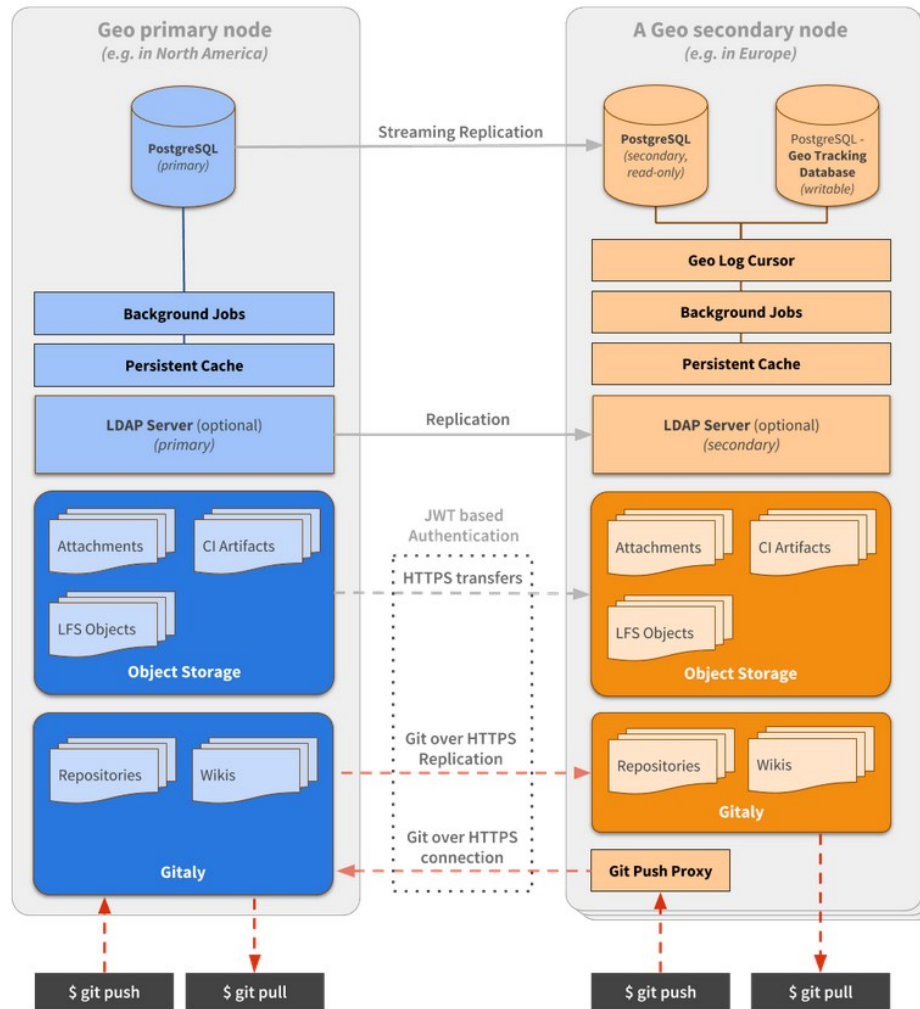 Geo primary node
(e.g. in North America)
PostgreSQL
(primary)
Background Jobs
Persistent Cache
LDAP Server (optional)
(primary)
Attachments
CI Artifacts
LFS Objects
Object Storage
Repositories
Wikis
Gitaly
$ git push
$ git pull
Streaming Replication
Replication
JWT based
Authentication
HTTPS transfers
Git over HTTPS
Replication
Git over HTTPS
connection
A Geo secondary node
(e.g. in Europe)
PostgreSQL
(secondary,
read-only)
PostgreSQL -
Geo Tracking
Database
(writable)
Geo Log Cursor
Background Jobs
Persistent Cache
LDAP Server (optional)
(secondary)
Attachments
CI Artifacts
LFS Objects
Object Storage
Repositories
Wikis
Gitaly
Git Push Proxy
$ git push
$ git pull